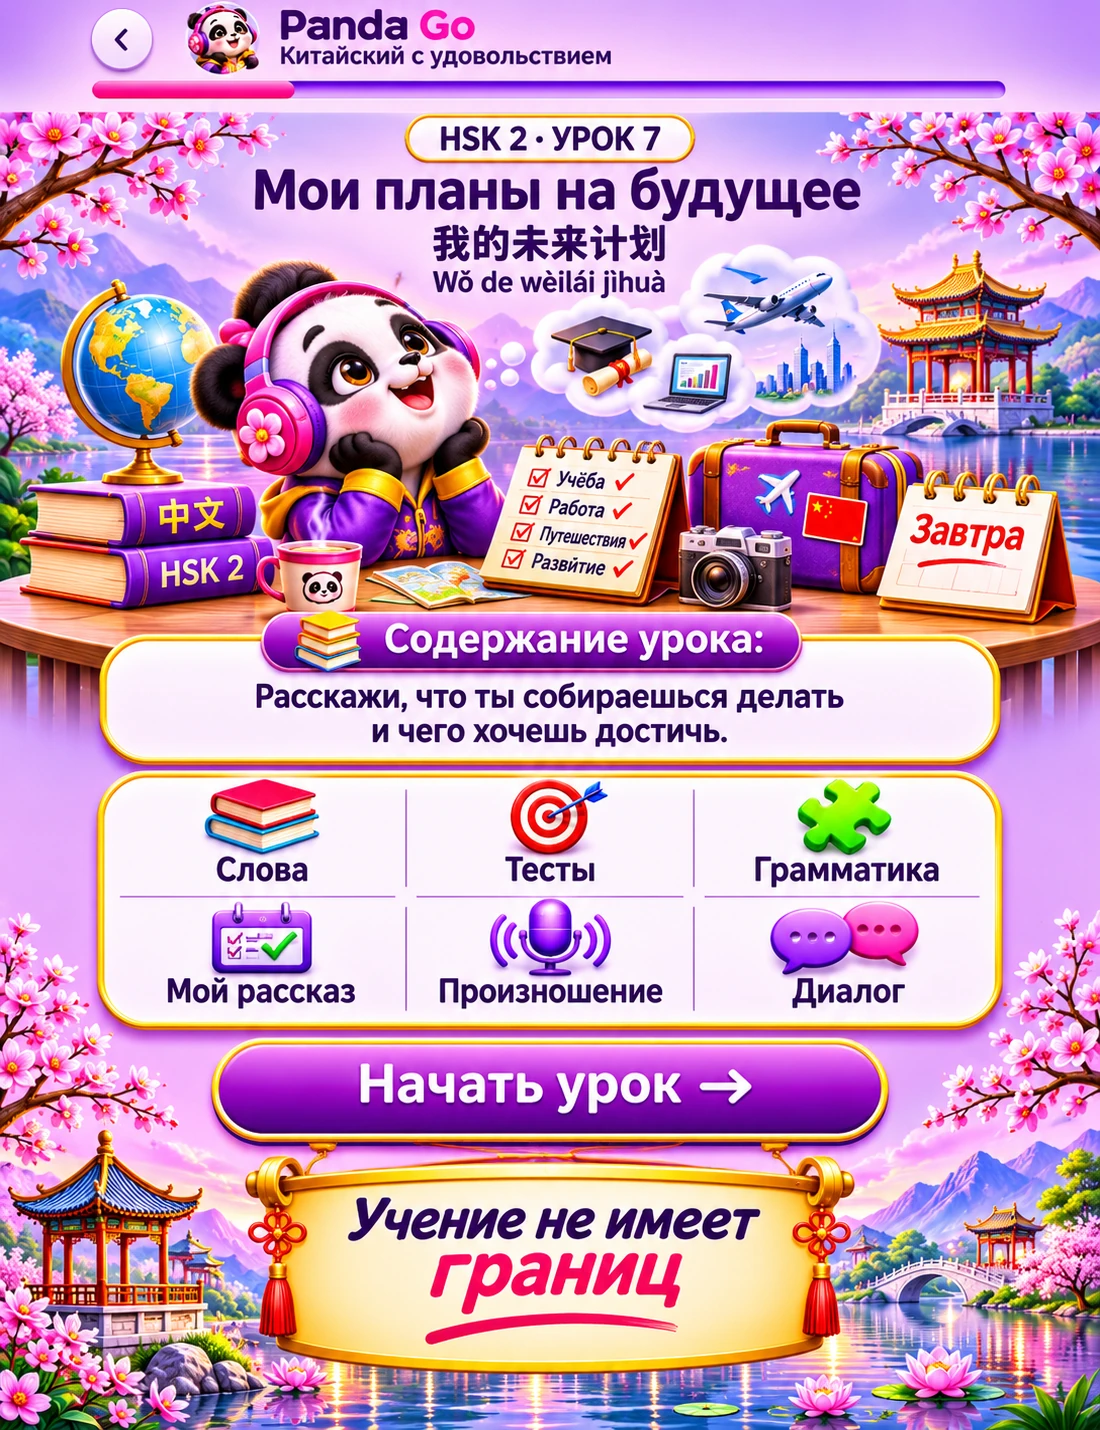 Panda Go
Китайский с удовольствием
HSK 2 · УРОК 7
Мои планы на будущее
我的未来计划
Wǒ de wèilái jìhuà
中文
HSK 2
Учёба
Работа
Путешествия
Развитие
Завтра
Содержание урока:
Расскажи, что ты собираешься делать
и чего хочешь достичь.
Слова
Тесты
Грамматика
Мой рассказ
Произношение
Диалог
Начать урок →
Учение не имеет
границ